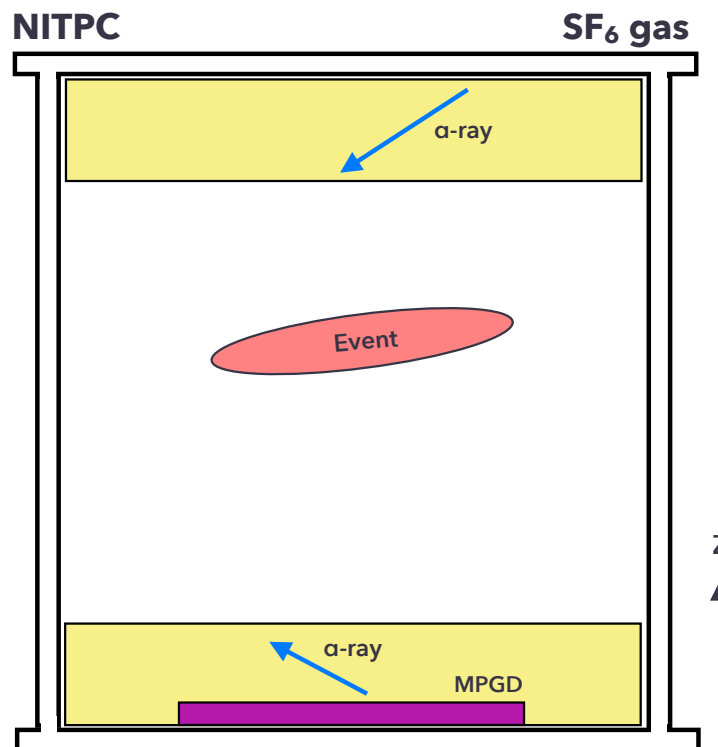 NITPC
SF₆ gas
α-ray
Event
Z
α-ray
MPGD